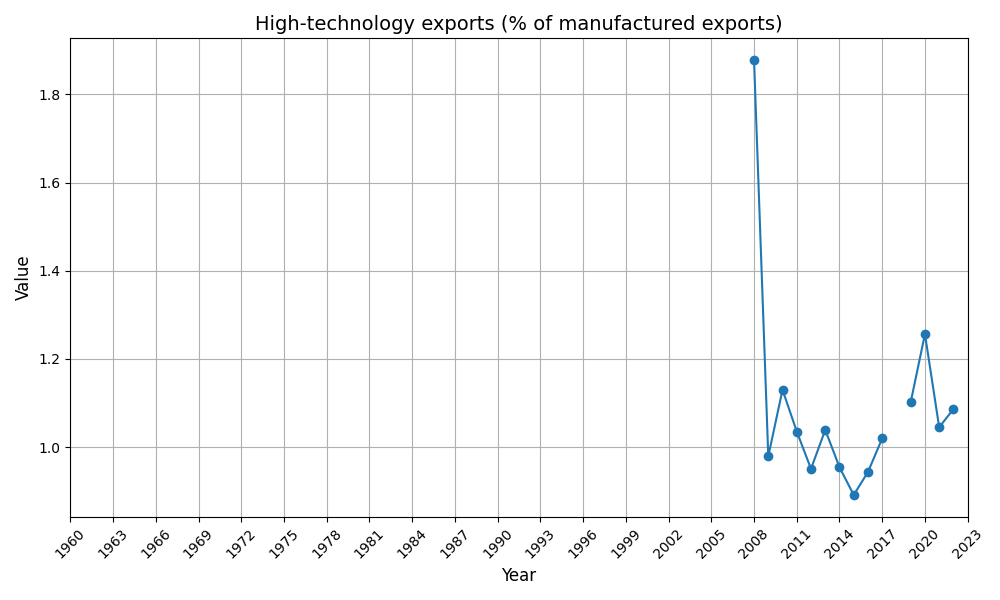 High-technology exports (% of manufactured exports)
Value
1.8
1.6
1.4
1.2
1.0
1960 1963 1966 1969 1972 1975 1978 1981 1984 1987 1990 1993 1996 1999 2002 2005 2008 2011 2014 2017 2020 2023
Year